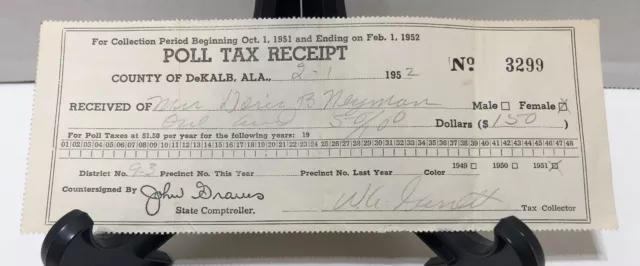 For Collection Period Beginning Oct. 1, 1951 and Ending on Feb. 1, 1952
POLL TAX RECEIPT
COUNTY OF DeKALB, ALA., 2-1 1952 No 3299
RECEIVED OF Mrs Doris B Neyman Male Female
One and 50/100 Dollars ($1.50)
For Poll Taxes at $1.50 per year for the following years: 19
01 02 03 04 05 06 07 08 09 10 11 12 13 14 15 16 17 18 19 20 21 22 23 24 25 26 27 28 29 30 31 32 33 34 35 36 37 38 39 40 41 42 43 44 45 46 47 48
District No. 93 Precinct No. This Year Precinct No. Last Year Color 1949 1950 1951
Countersigned By John Graves W.A.
State Comptroller. Tax Collector